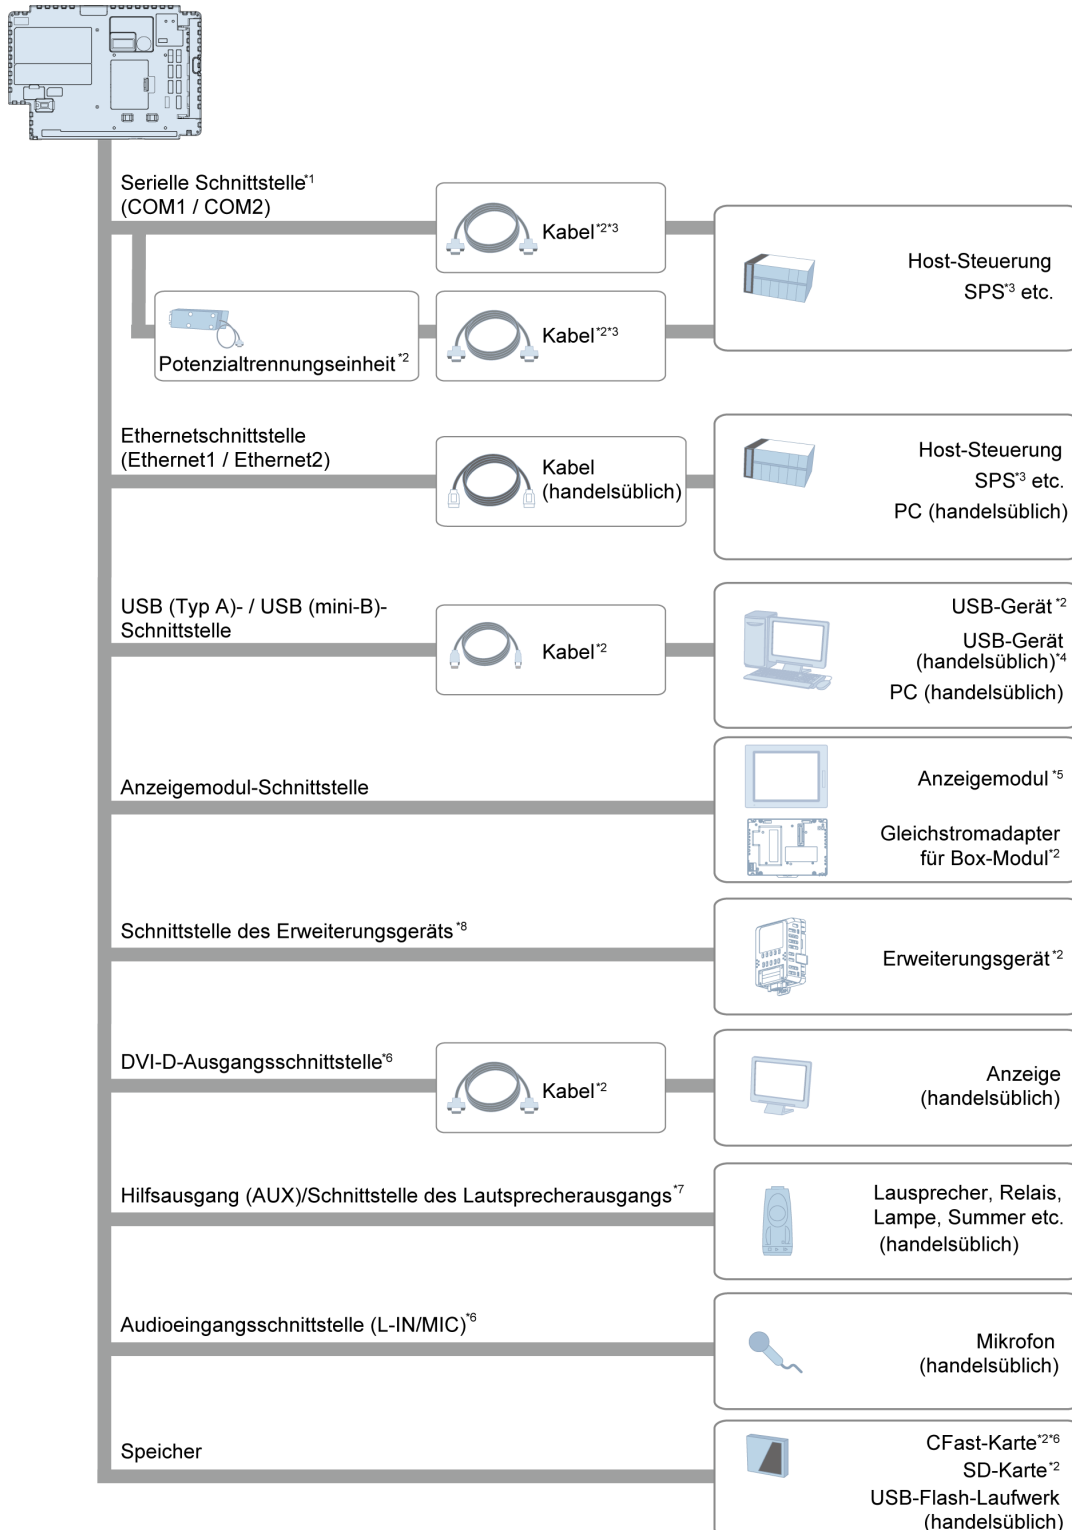 Serielle Schnittstelle*1
(COM1 / COM2)
Kabel*2*3
Host-Steuerung
SPS*3 etc.
Potenzialtrennungseinheit*2
Kabel*2*3
Ethernetschnittstelle
(Ethernet1 / Ethernet2)
Kabel
(handelsüblich)
Host-Steuerung
SPS*3 etc.
PC (handelsüblich)
USB (Typ A)- / USB (mini-B)-
Schnittstelle
Kabel*2
USB-Gerät*2
USB-Gerät
(handelsüblich)*4
PC (handelsüblich)
Anzeigemodul-Schnittstelle
Anzeigemodul*5
Gleichstromadapter
für Box-Modul*2
Schnittstelle des Erweiterungsgeräts*8
Erweiterungsgerät*2
DVI-D-Ausgangsschnittstelle*6
Kabel*2
Anzeige
(handelsüblich)
Hilfsausgang (AUX)/Schnittstelle des Lautsprecherausgangs*7
Lausprecher, Relais,
Lampe, Summer etc.
(handelsüblich)
Audioeingangsschnittstelle (L-IN/MIC)*6
Mikrofon
(handelsüblich)
Speicher
CFast-Karte*2*6
SD-Karte*2
USB-Flash-Laufwerk
(handelsüblich)